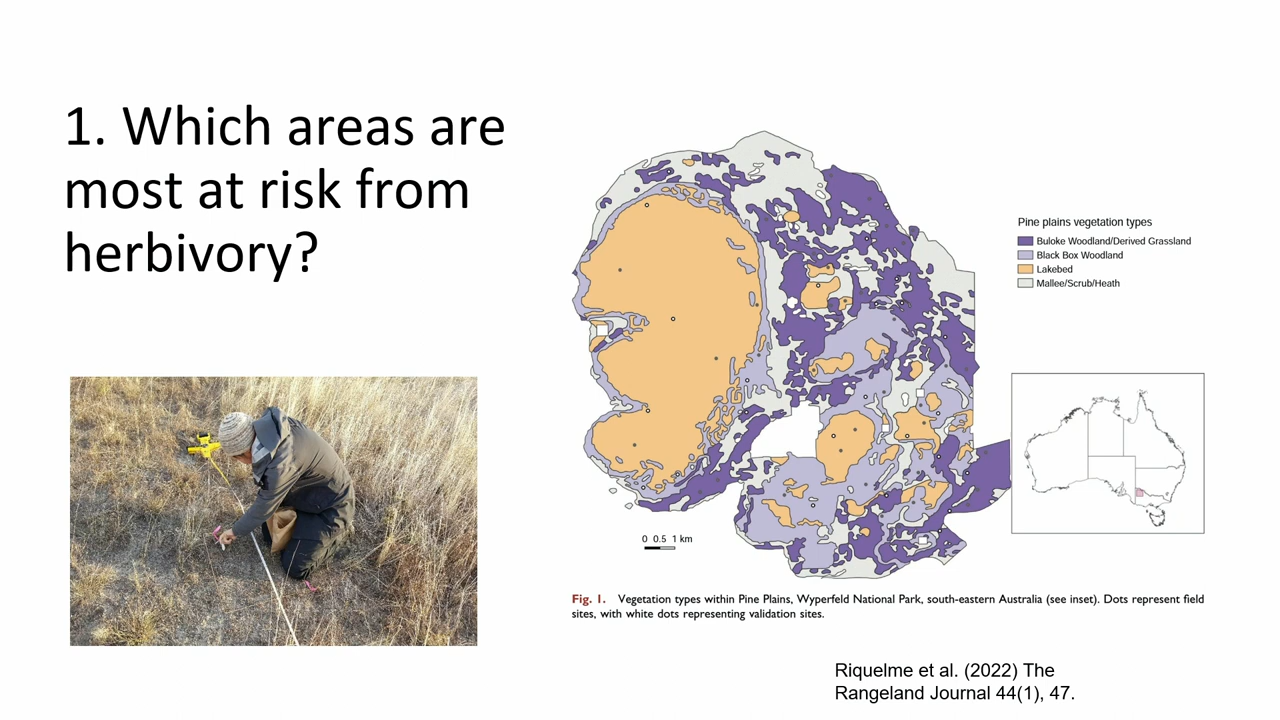 1. Which areas are
most at risk from
herbivory?
Pine plains vegetation types
Buloke Woodland/Derived Grassland
Black Box Woodland
Lakebed
Mallee/Scrub/Heath
0 0.5 1 km
Fig. 1. Vegetation types within Pine Plains, Wyperfeld National Park, south-eastern Australia (see inset). Dots represent field
sites, with white dots representing validation sites.
Riquelme et al. (2022) The
Rangeland Journal 44(1), 47.